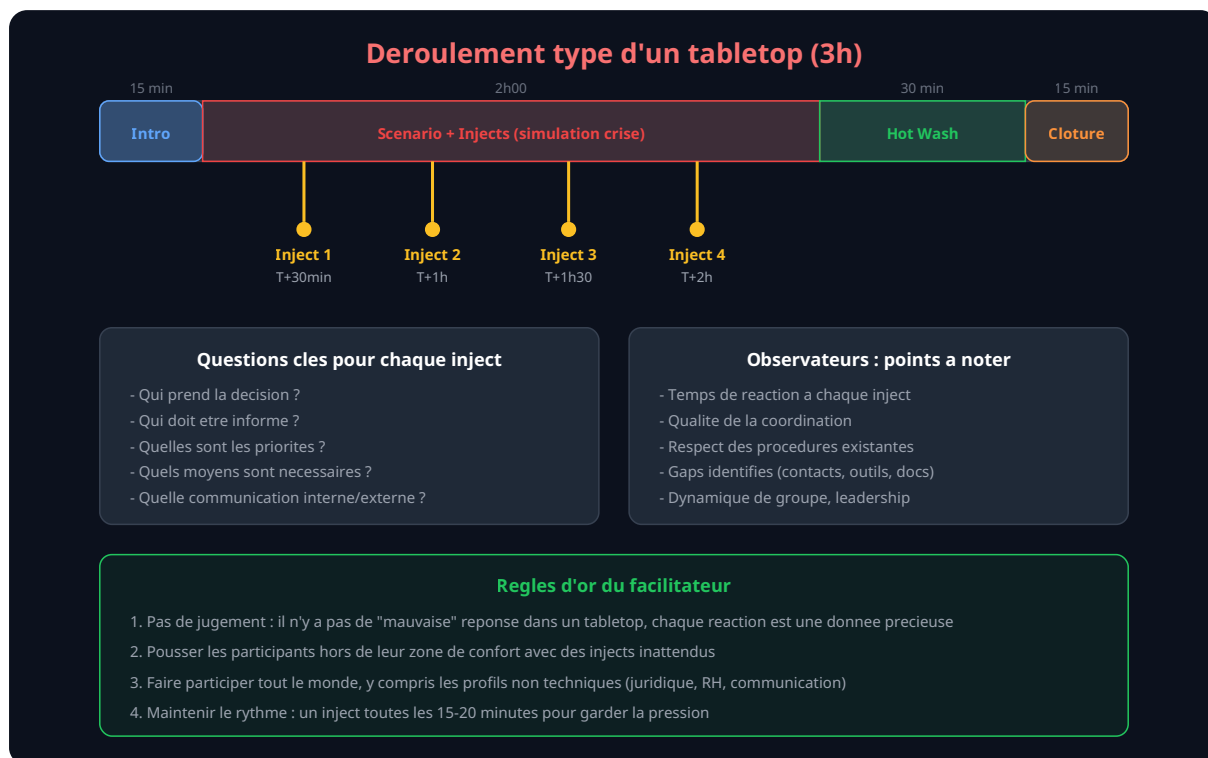 Deroulement type d'un tabletop (3h)
15 min
2h00
30 min
15 min
Intro
Scenario + Injects (simulation crise)
Hot Wash
Cloture
Inject 1
Inject 2
Inject 3
Inject 4
T+30min
T+1h
T+1h30
T+2h
Questions cles pour chaque inject
- Qui prend la decision ?
- Qui doit etre informe ?
- Quelles sont les priorites ?
- Quels moyens sont necessaires ?
- Quelle communication interne/externe ?
Observateurs : points a noter
- Temps de reaction a chaque inject
- Qualite de la coordination
- Respect des procedures existantes
- Gaps identifies (contacts, outils, docs)
- Dynamique de groupe, leadership
Regles d'or du facilitateur
1. Pas de jugement : il n'y a pas de "mauvaise" reponse dans un tabletop, chaque reaction est une donnee precieuse
2. Pousser les participants hors de leur zone de confort avec des injects inattendus
3. Faire participer tout le monde, y compris les profils non techniques (juridique, RH, communication)
4. Maintenir le rythme : un inject toutes les 15-20 minutes pour garder la pression